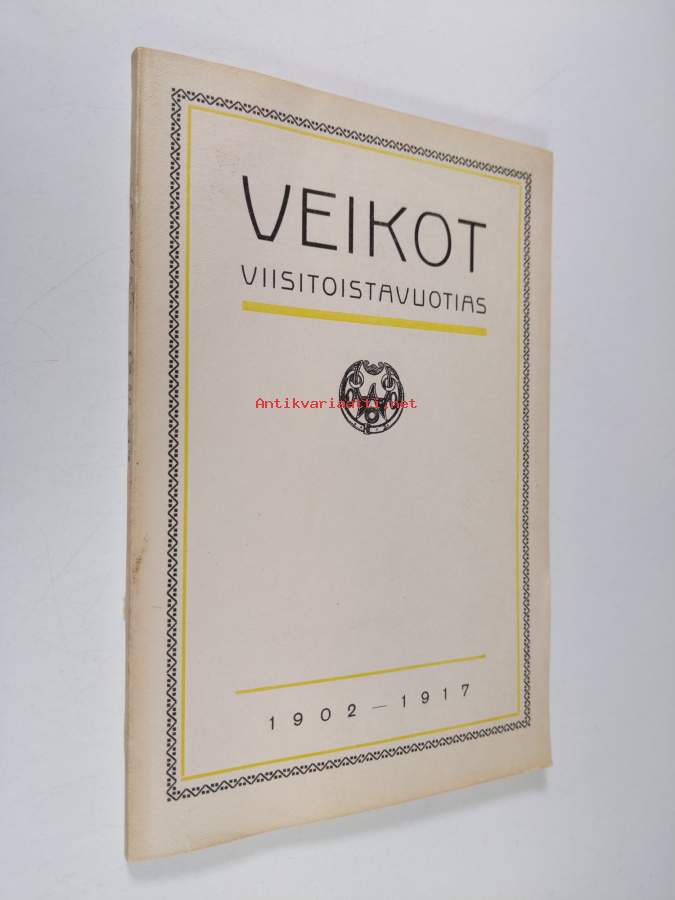 VEIKOT
VIISITOISTAVUOTIAS
Antikvariaatti.net
1902 — 1917